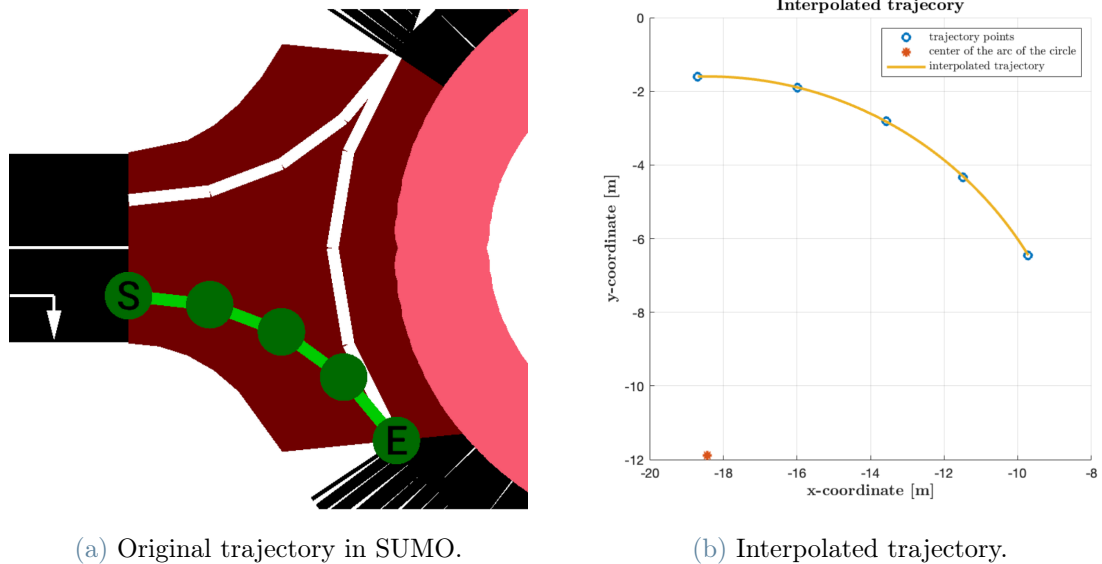 S
E
Interpolated trajecory
trajectory points
center of the arc of the circle
interpolated trajectory
y-coordinate [m]
0
-2
-4
-6
-8
-10
-12
-20
-18
-16
-14
-12
-10
-8
x-coordinate [m]
(a) Original trajectory in SUMO.
(b) Interpolated trajectory.